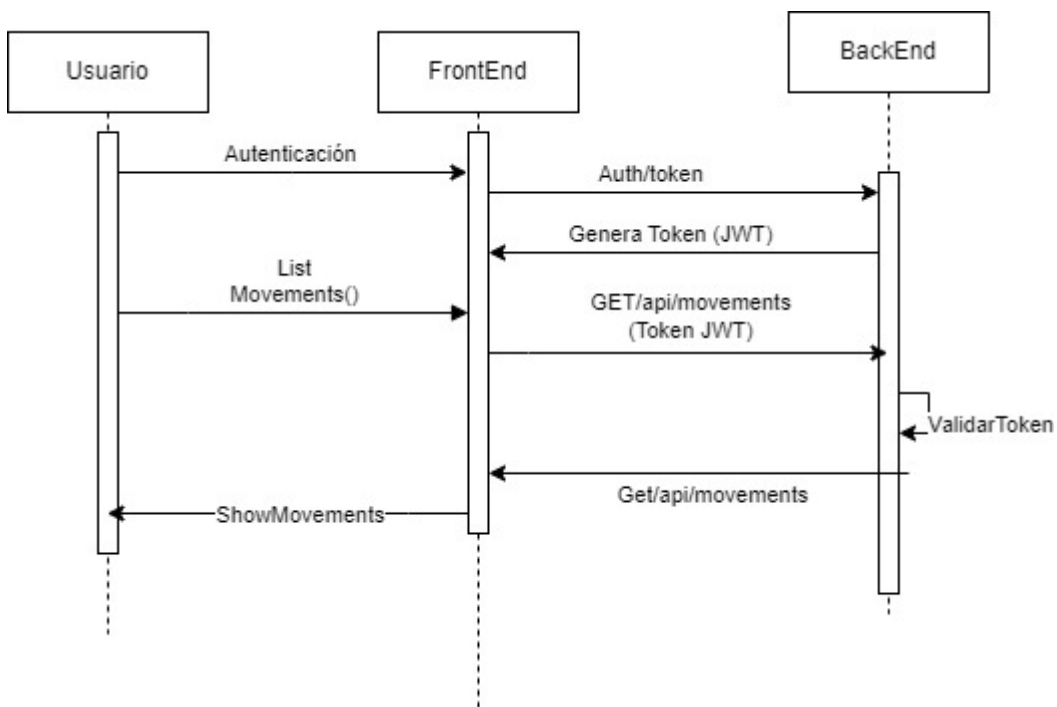 Usuario
FrontEnd
BackEnd
Autenticación
Auth/token
Genera Token (JWT)
List
Movements()
GET/api/movements
(Token JWT)
ValidarToken
Get/api/movements
ShowMovements